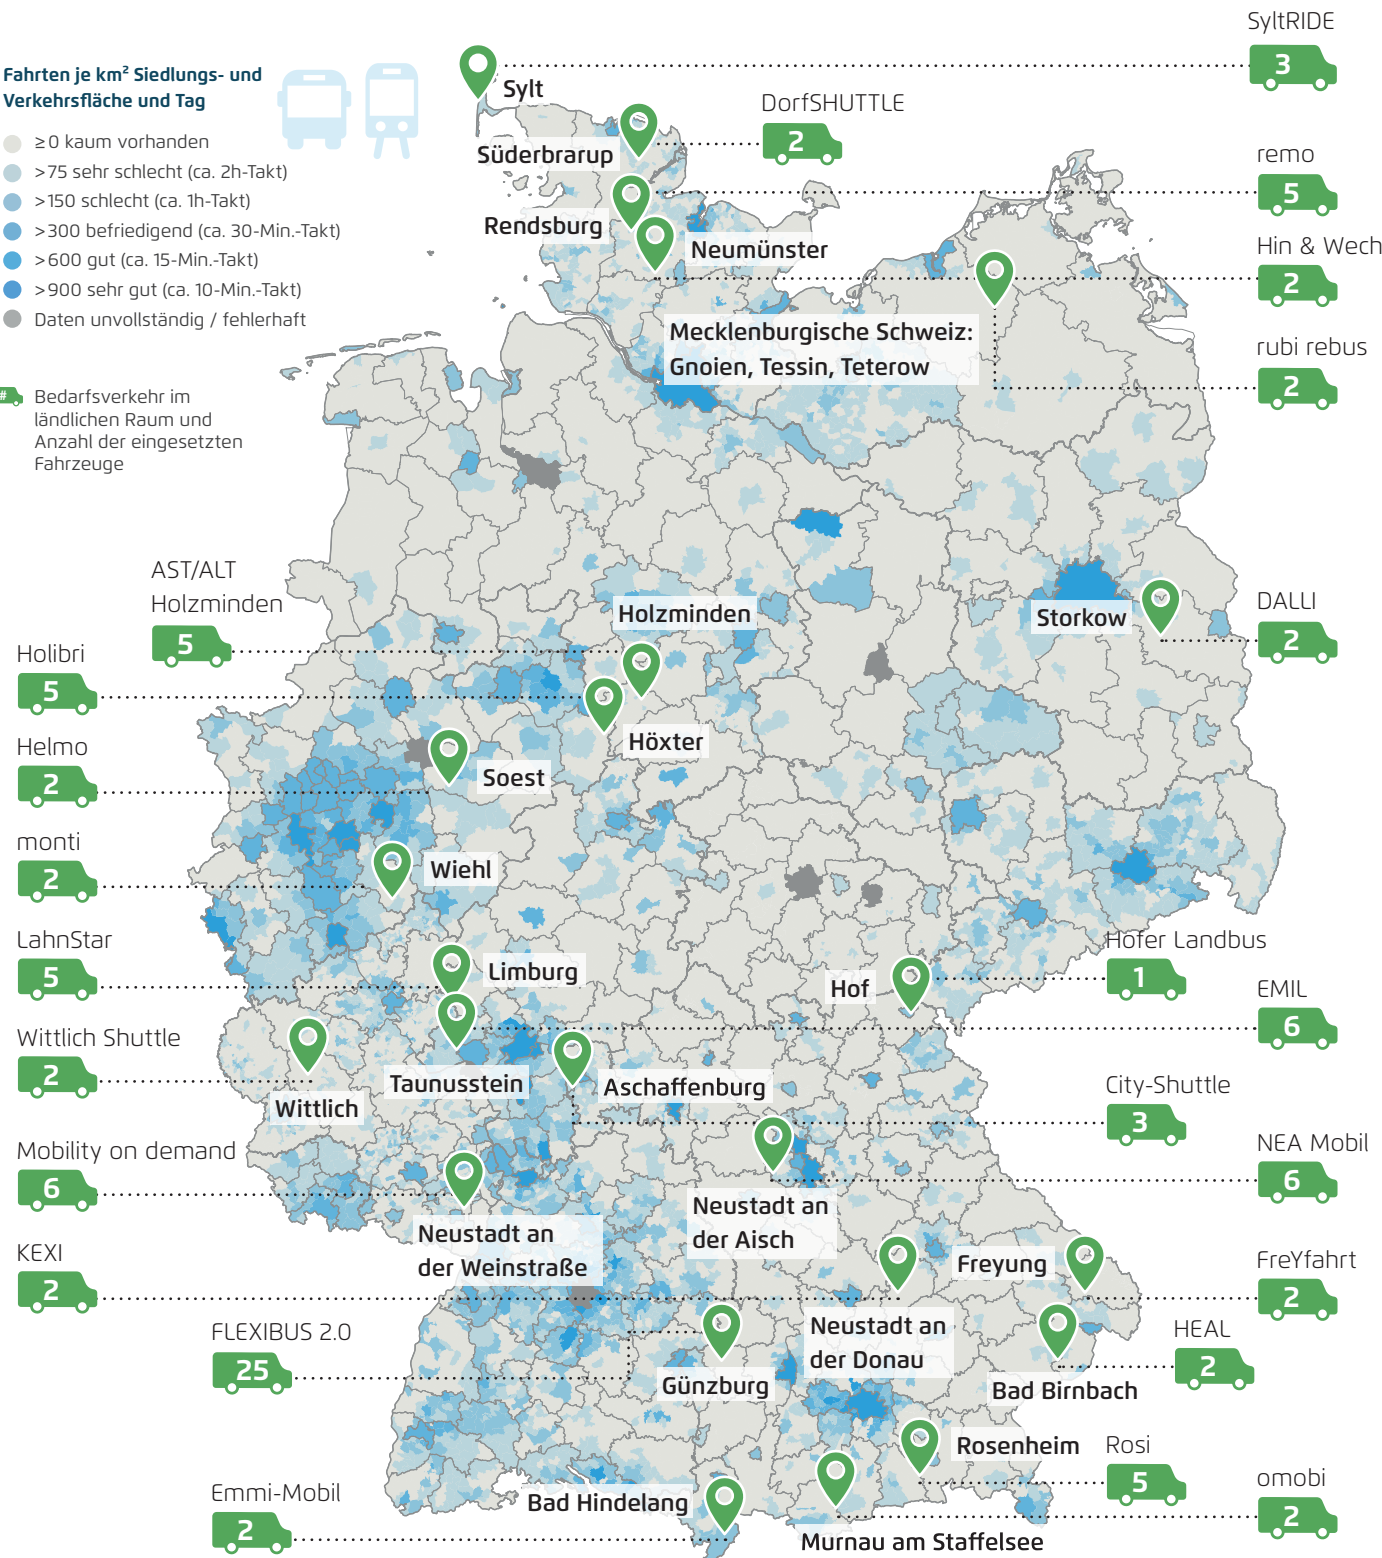 Fahrten je km² Siedlungs- und
Verkehrsfläche und Tag
≥0 kaum vorhanden
>75 sehr schlecht (ca. 2h-Takt)
>150 schlecht (ca. 1h-Takt)
>300 befriedigend (ca. 30-Min.-Takt)
>600 gut (ca. 15-Min.-Takt)
>900 sehr gut (ca. 10-Min.-Takt)
Daten unvollständig / fehlerhaft
#
Bedarfsverkehr im
ländlichen Raum und
Anzahl der eingesetzten
Fahrzeuge
SyltRIDE
3
Sylt
DorfSHUTTLE
2
Süderbrarup
remo
5
Rendsburg
Neumünster
Hin & Wech
2
Mecklenburgische Schweiz:
Gnoien, Tessin, Teterow
rubi rebus
2
AST/ALT
Holzminden
5
Holzminden
Storkow
DALLI
2
Holibri
5
Höxter
Helmo
2
Soest
monti
2
Wiehl
LahnStar
5
Limburg
Hof
Hofer Landbus
1
EMIL
6
Wittlich Shuttle
2
Wittlich
Taunusstein
Aschaffenburg
City-Shuttle
3
Mobility on demand
6
Neustadt an
der Weinstraße
Neustadt an
der Aisch
NEA Mobil
6
KEXI
2
Freyung
FreYfahrt
2
FLEXIBUS 2.0
25
Günzburg
Neustadt an
der Donau
HEAL
2
Bad Birnbach
Rosenheim
Rosi
5
Emmi-Mobil
2
Bad Hindelang
omobi
2
Murnau am Staffelsee